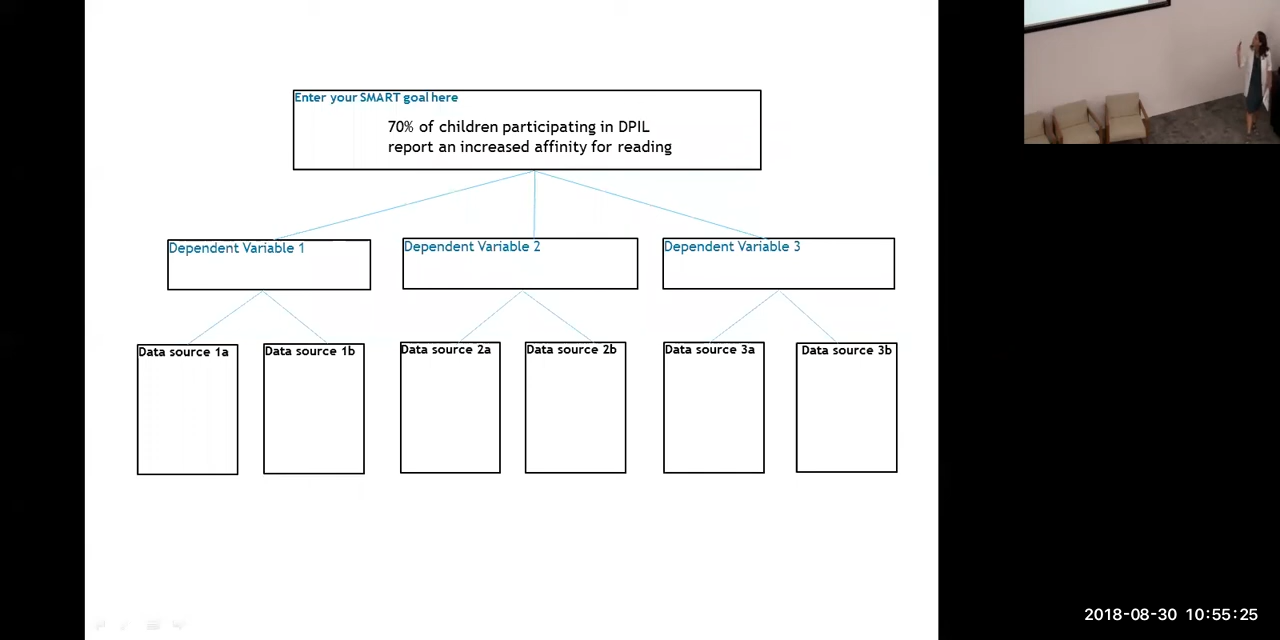 Enter your SMART goal here
70% of children participating in DPIL
report an increased affinity for reading
Dependent Variable 1
Dependent Variable 2
Dependent Variable 3
Data source 1a
Data source 1b
Data source 2a
Data source 2b
Data source 3a
Data source 3b
2018-08-30 10:55:25